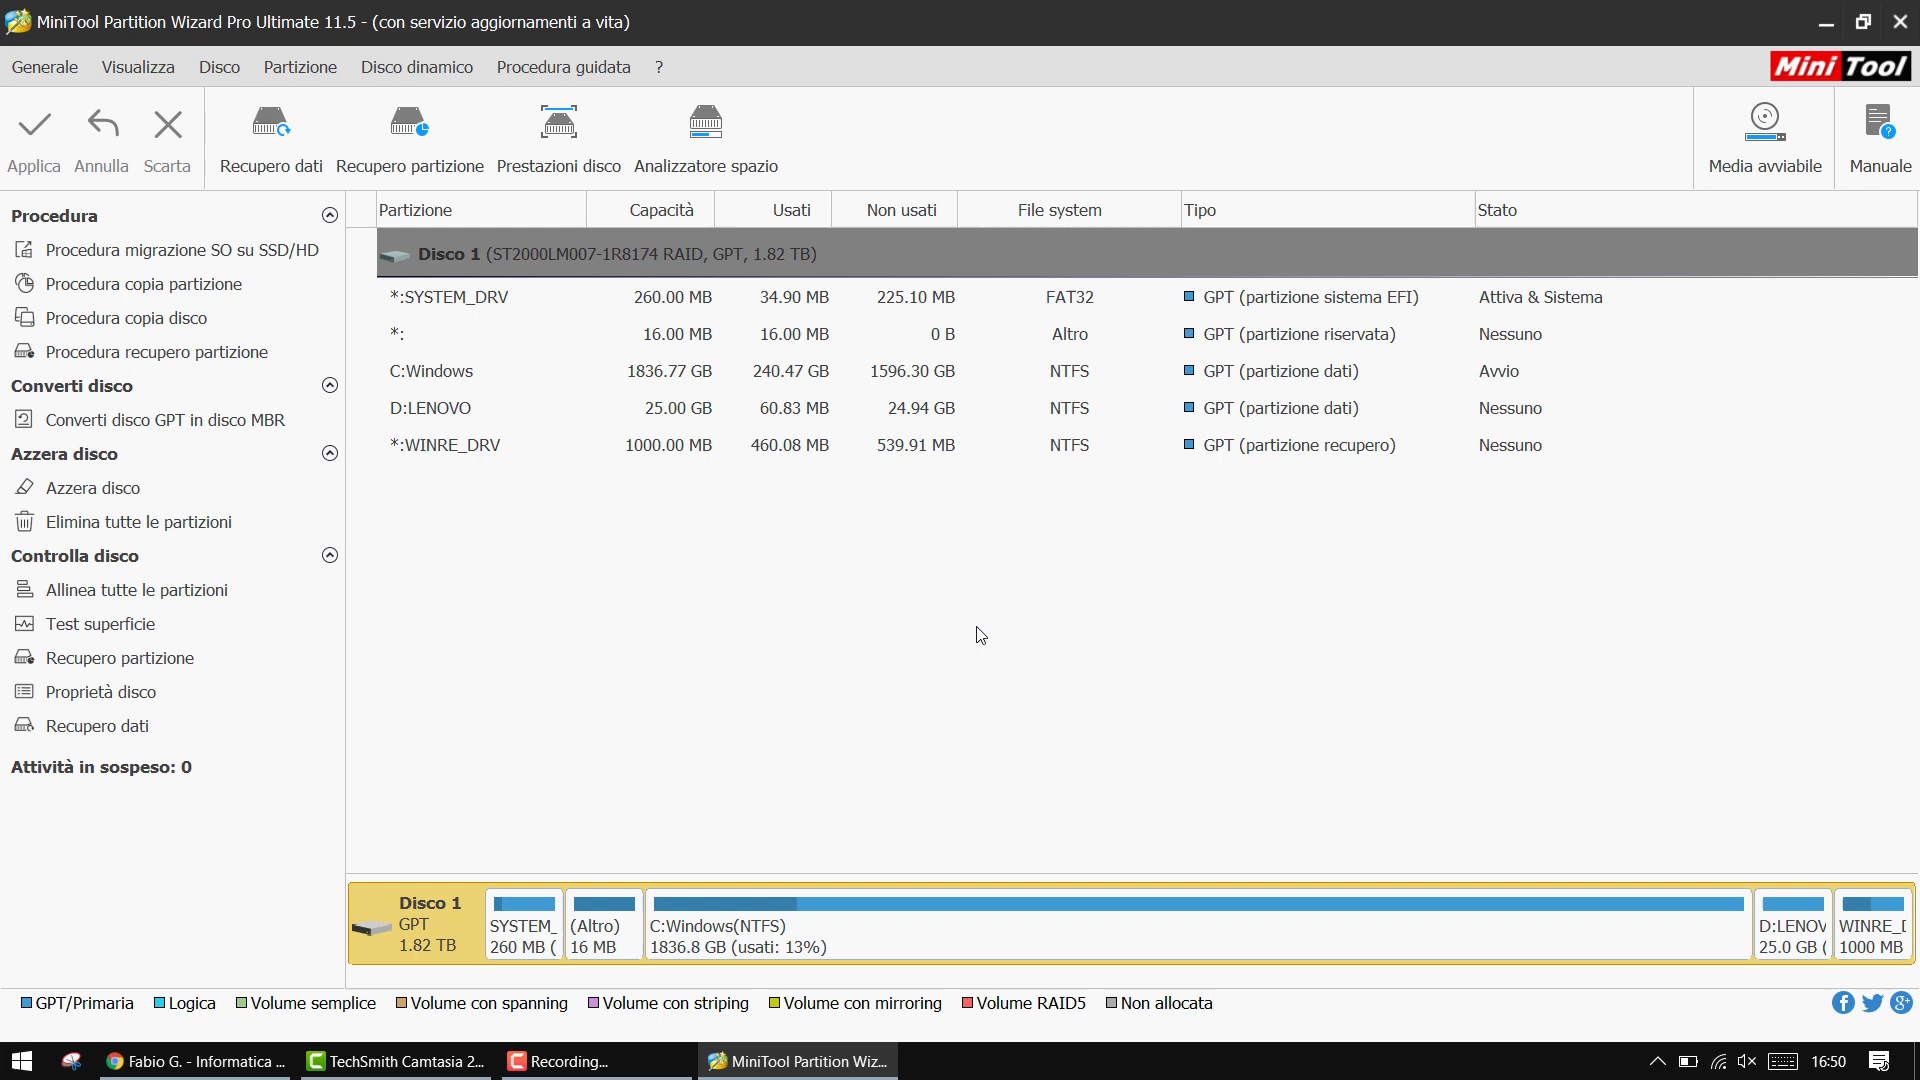 MiniTool Partition Wizard Pro Ultimate 11.5 - (con servizio aggiornamenti a vita)
Generale Visualizza Disco Partizione Disco dinamico Procedura guidata ?
Mini Tool
Applica Annulla Scarta Recupero dati Recupero partizione Prestazioni disco Analizzatore spazio Media avviabile Manuale
Procedura
Procedura migrazione SO su SSD/HD
Procedura copia partizione
Procedura copia disco
Procedura recupero partizione
Converti disco
Converti disco GPT in disco MBR
Azzera disco
Azzera disco
Elimina tutte le partizioni
Controlla disco
Allinea tutte le partizioni
Test superficie
Recupero partizione
Proprietà disco
Recupero dati
Attività in sospeso: 0
Partizione Capacità Usati Non usati File system Tipo Stato
Disco 1 (ST2000LM007-1R8174 RAID, GPT, 1.82 TB)
*:SYSTEM_DRV 260.00 MB 34.90 MB 225.10 MB FAT32 GPT (partizione sistema EFI) Attiva & Sistema
*: 16.00 MB 16.00 MB 0 B Altro GPT (partizione riservata) Nessuno
C:Windows 1836.77 GB 240.47 GB 1596.30 GB NTFS GPT (partizione dati) Avvio
D:LENOVO 25.00 GB 60.83 MB 24.94 GB NTFS GPT (partizione dati) Nessuno
*:WINRE_DRV 1000.00 MB 460.08 MB 539.91 MB NTFS GPT (partizione recupero) Nessuno
Disco 1
GPT
1.82 TB
SYSTEM_
260 MB (
(Altro)
16 MB
C:Windows(NTFS)
1836.8 GB (usati: 13%)
D:LENOV
25.0 GB (
WINRE_D
1000 MB
GPT/Primaria Logica Volume semplice Volume con spanning Volume con striping Volume con mirroring Volume RAID5 Non allocata
Fabio G. - Informatica ... TechSmith Camtasia 2... Recording... MiniTool Partition Wiz... 16:50